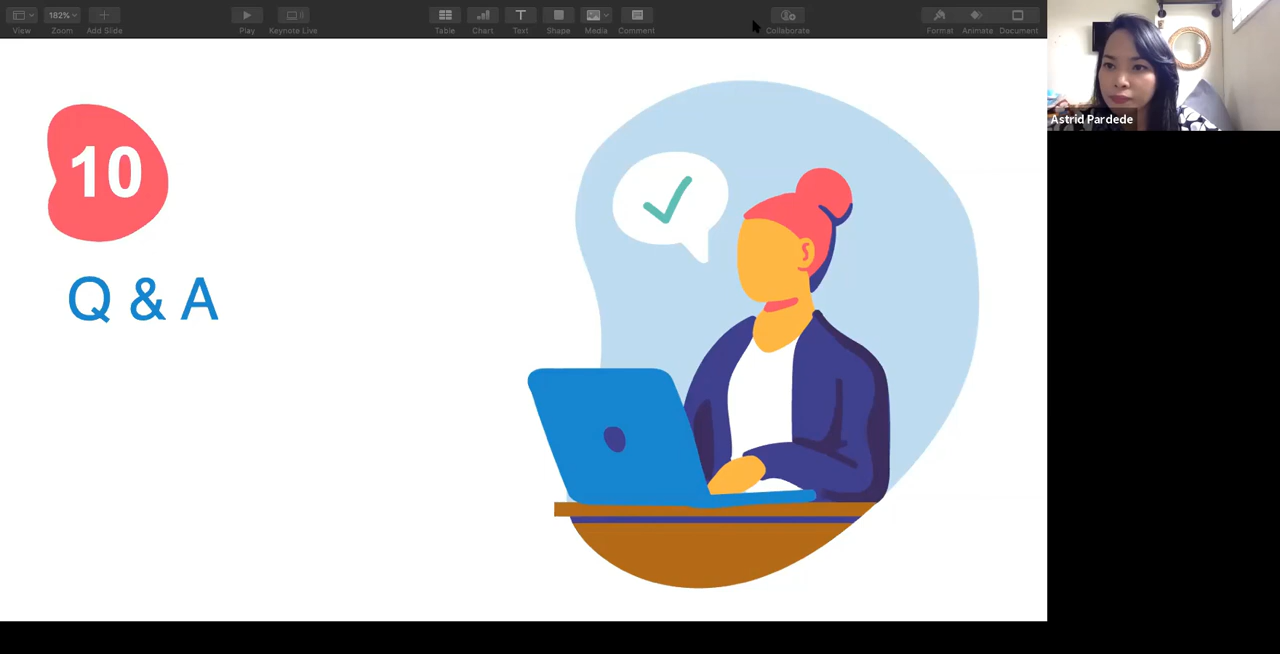 182%
View
Zoom
Add Slide
Play
Keynote Live
Table
Chart
Text
Shape
Media
Comment
Collaborate
Format
Animate
Document
Astrid Pardede
10
Q & A